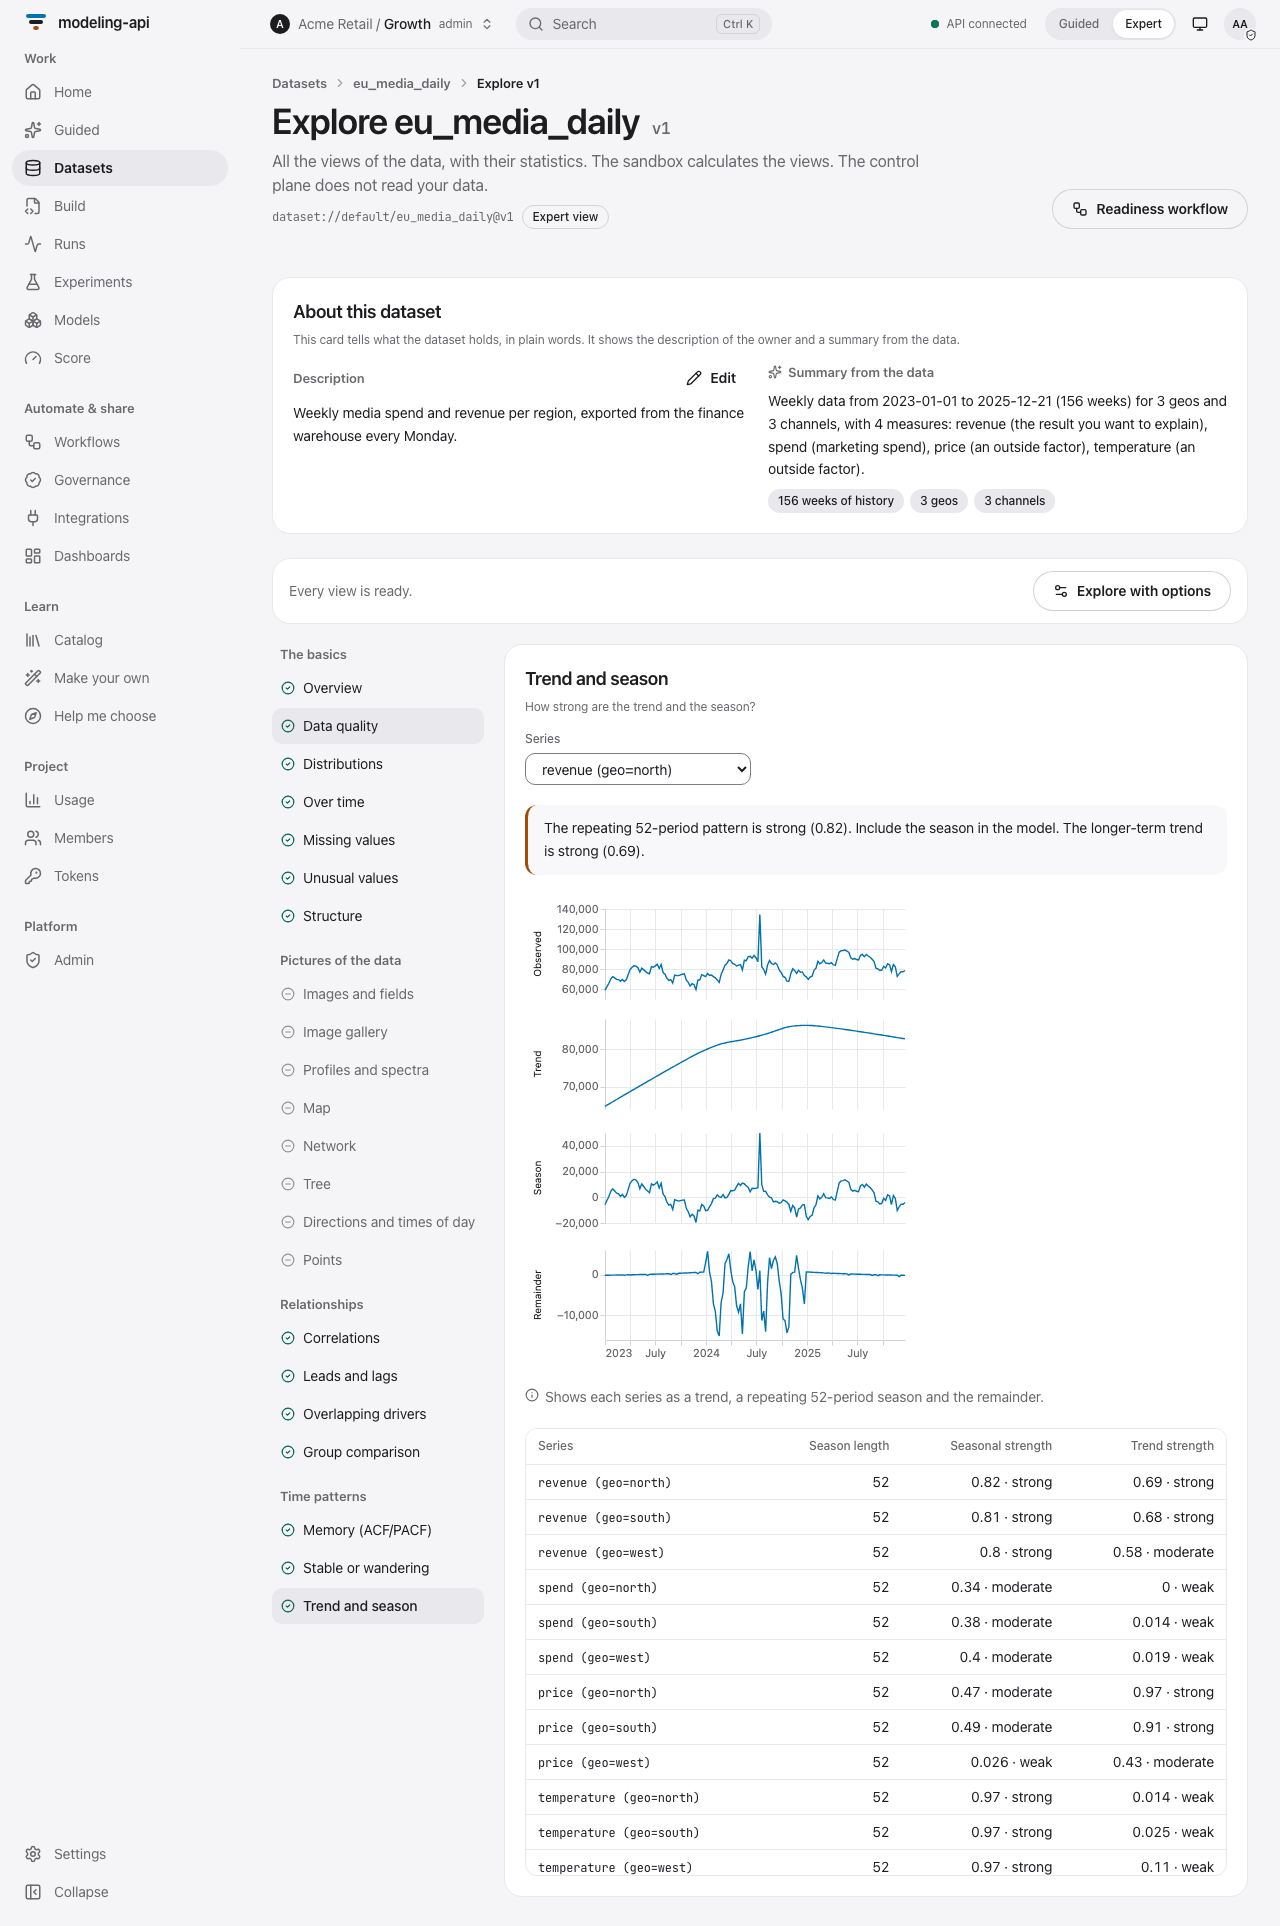 modeling-api
Work
Home
Guided
Datasets
Build
Runs
Experiments
Models
Score
Automate & share
Workflows
Governance
Integrations
Dashboards
Learn
Catalog
Make your own
Help me choose
Project
Usage
Members
Tokens
Platform
Admin
Settings
Collapse
A Acme Retail / Growth admin
Search Ctrl K
API connected
Guided Expert
AA
Datasets > eu_media_daily > Explore v1
Explore eu_media_daily v1
All the views of the data, with their statistics. The sandbox calculates the views. The control
plane does not read your data.
dataset://default/eu_media_daily@v1 Expert view
Readiness workflow
About this dataset
This card tells what the dataset holds, in plain words. It shows the description of the owner and a summary from the data.
Description Edit
Weekly media spend and revenue per region, exported from the finance
warehouse every Monday.
Summary from the data
Weekly data from 2023-01-01 to 2025-12-21 (156 weeks) for 3 geos and
3 channels, with 4 measures: revenue (the result you want to explain),
spend (marketing spend), price (an outside factor), temperature (an
outside factor).
156 weeks of history 3 geos 3 channels
Every view is ready.
Explore with options
The basics
Overview
Data quality
Distributions
Over time
Missing values
Unusual values
Structure
Pictures of the data
Images and fields
Image gallery
Profiles and spectra
Map
Network
Tree
Directions and times of day
Points
Relationships
Correlations
Leads and lags
Overlapping drivers
Group comparison
Time patterns
Memory (ACF/PACF)
Stable or wandering
Trend and season
Trend and season
How strong are the trend and the season?
Series
revenue (geo=north)
The repeating 52-period pattern is strong (0.82). Include the season in the model. The longer-term trend
is strong (0.69).
Observed
140,000
120,000
100,000
80,000
60,000
Trend
80,000
70,000
Season
40,000
20,000
0
−20,000
Remainder
0
−10,000
2023 July 2024 July 2025 July
Shows each series as a trend, a repeating 52-period season and the remainder.
Series Season length Seasonal strength Trend strength
revenue (geo=north) 52 0.82 · strong 0.69 · strong
revenue (geo=south) 52 0.81 · strong 0.68 · strong
revenue (geo=west) 52 0.8 · strong 0.58 · moderate
spend (geo=north) 52 0.34 · moderate 0 · weak
spend (geo=south) 52 0.38 · moderate 0.014 · weak
spend (geo=west) 52 0.4 · moderate 0.019 · weak
price (geo=north) 52 0.47 · moderate 0.97 · strong
price (geo=south) 52 0.49 · moderate 0.91 · strong
price (geo=west) 52 0.026 · weak 0.43 · moderate
temperature (geo=north) 52 0.97 · strong 0.014 · weak
temperature (geo=south) 52 0.97 · strong 0.025 · weak
temperature (geo=west) 52 0.97 · strong 0.11 · weak